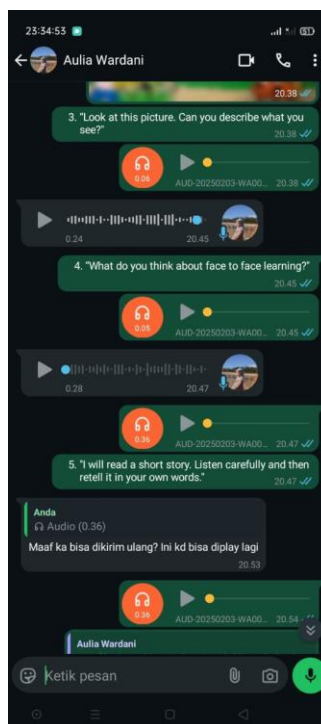 23:34:53
Aulia Wardani
20.38
3. "Look at this picture. Can you describe what you
see?"
20.38
0.06
AUD-20250203-WA00...
20.38
0.24
20.45
4. "What do you think about face to face learning?"
20.45
0.05
AUD-20250203-WA00...
20.45
0.28
20.47
0.36
AUD-20250203-WA00...
20.47
5. "I will read a short story. Listen carefully and then
retell it in your own words."
20.47
Anda
Audio (0.36)
Maaf ka bisa dikirim ulang? Ini kd bisa diplay lagi
20.53
0.36
AUD-20250203-WA00...
20.54
Aulia Wardani
Ketik pesan